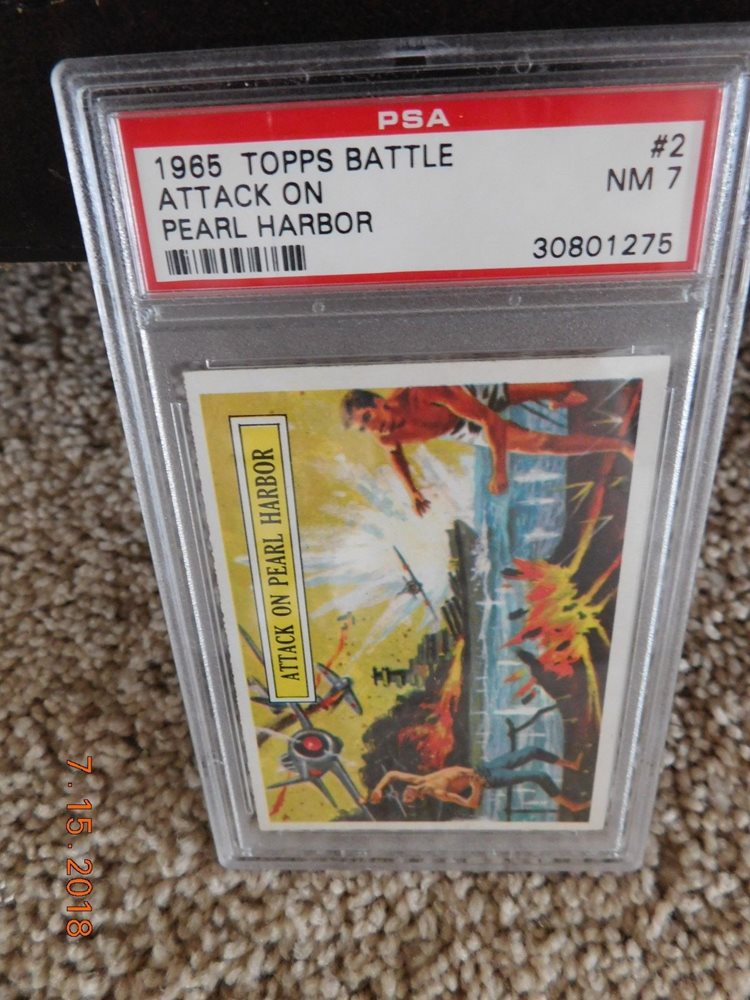 PSA
1965 TOPPS BATTLE #2
ATTACK ON NM 7
PEARL HARBOR
30801275
ATTACK ON PEARL HARBOR
7.15.2018